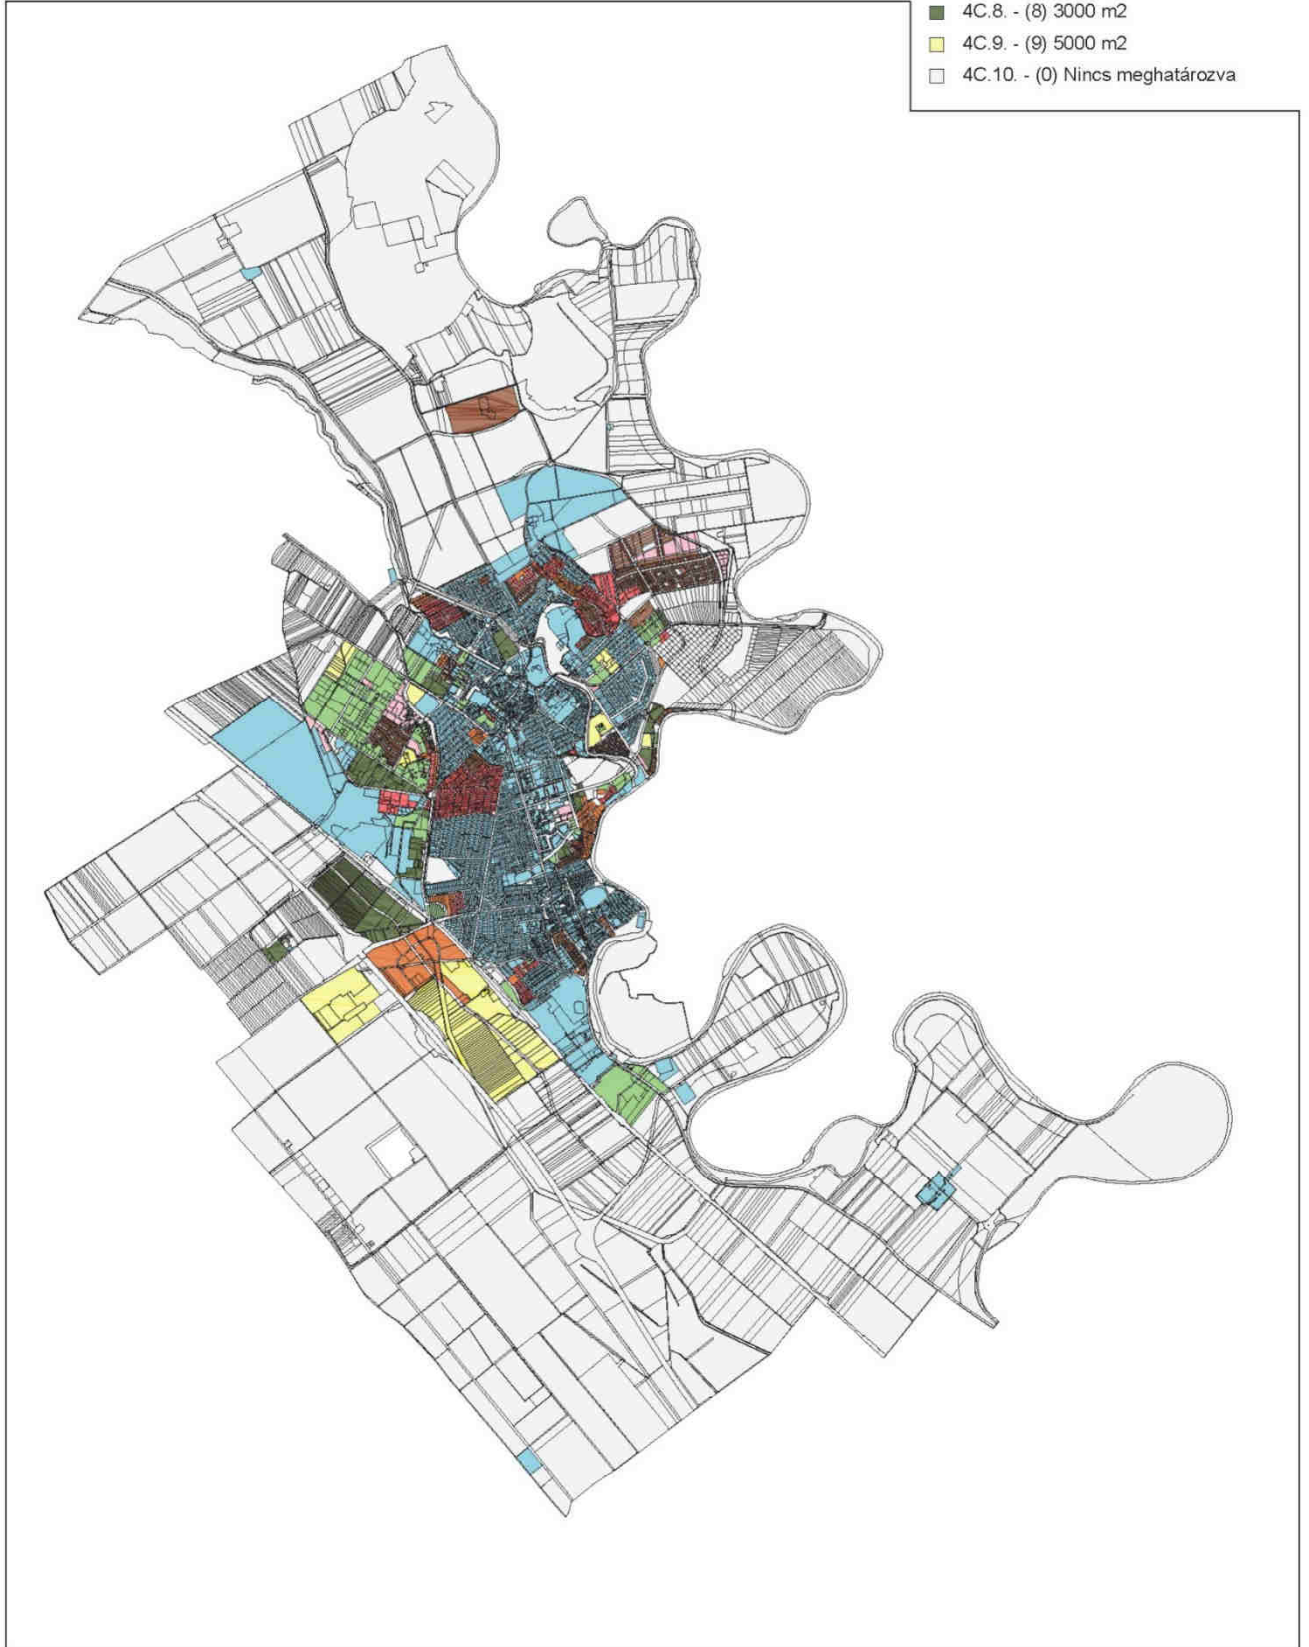 4C.8. - (8) 3000 m2
4C.9. - (9) 5000 m2
4C.10. - (0) Nincs meghatározva